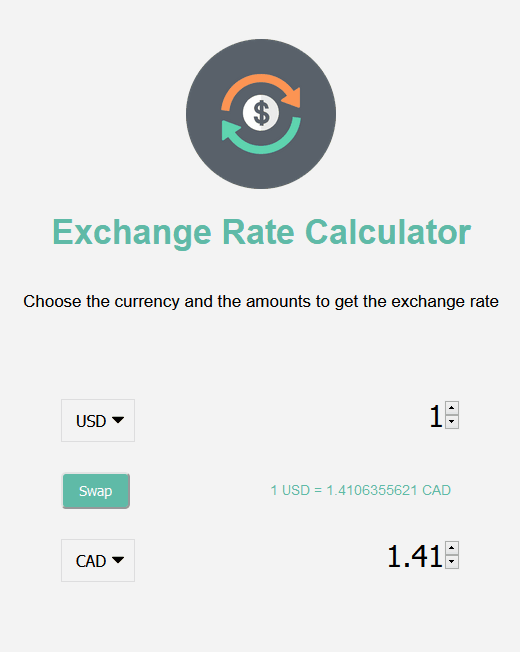 $
Exchange Rate Calculator
Choose the currency and the amounts to get the exchange rate
USD 1
Swap 1 USD = 1.4106355621 CAD
CAD 1.41